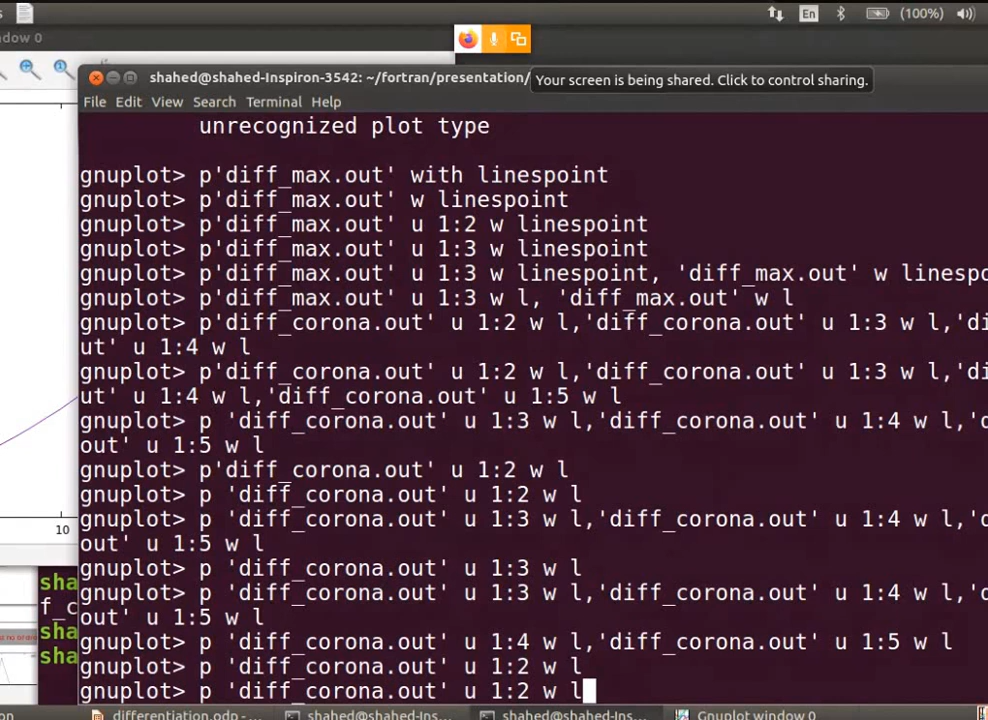 s
En
(100%)
ndow 0
shahed@shahed-Inspiron-3542: ~/fortran/presentation/
Your screen is being shared. Click to control sharing.
File Edit View Search Terminal Help
unrecognized plot type
gnuplot> p'diff_max.out' with linespoint
gnuplot> p'diff_max.out' w linespoint
gnuplot> p'diff_max.out' u 1:2 w linespoint
gnuplot> p'diff_max.out' u 1:3 w linespoint
gnuplot> p'diff_max.out' u 1:3 w linespoint, 'diff_max.out' w linespo
gnuplot> p'diff_max.out' u 1:3 w l, 'diff_max.out' w l
gnuplot> p'diff_corona.out' u 1:2 w l,'diff_corona.out' u 1:3 w l,'di
ut' u 1:4 w l
gnuplot> p'diff_corona.out' u 1:2 w l,'diff_corona.out' u 1:3 w l,'di
ut' u 1:4 w l,'diff_corona.out' u 1:5 w l
gnuplot> p 'diff_corona.out' u 1:3 w l,'diff_corona.out' u 1:4 w l,'d
out' u 1:5 w l
gnuplot> p'diff_corona.out' u 1:2 w l
gnuplot> p 'diff_corona.out' u 1:2 w l
gnuplot> p 'diff_corona.out' u 1:3 w l,'diff_corona.out' u 1:4 w l,'d
out' u 1:5 w l
gnuplot> p 'diff_corona.out' u 1:3 w l
gnuplot> p 'diff_corona.out' u 1:3 w l,'diff_corona.out' u 1:4 w l,'d
out' u 1:5 w l
gnuplot> p 'diff_corona.out' u 1:4 w l,'diff_corona.out' u 1:5 w l
gnuplot> p 'diff_corona.out' u 1:2 w l
gnuplot> p 'diff_corona.out' u 1:2 w l
10
sha
f_c
sha
sha
on
differentiation.odp -...
shahed@shahed-Ins...
shahed@shahed-Ins...
Gnuplot window 0